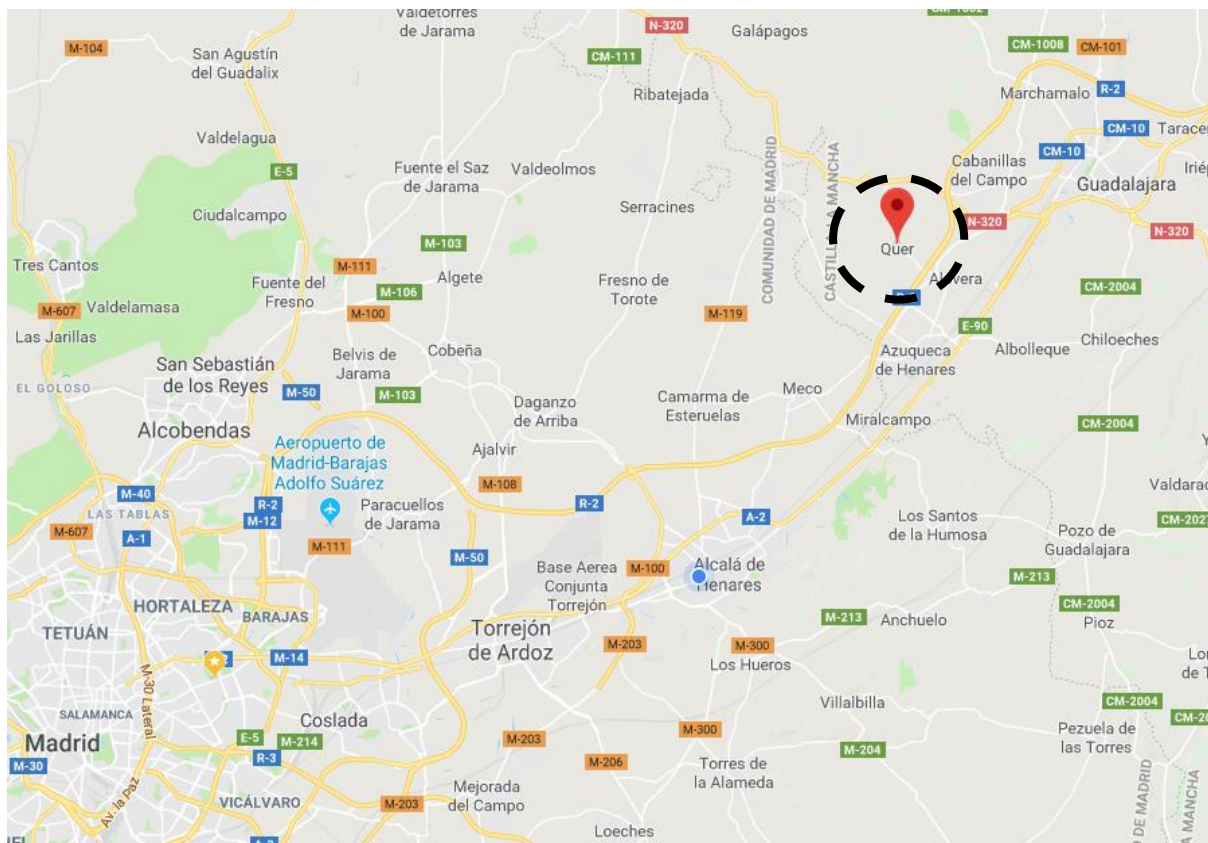 Valdetorres
de Jarama
CM-1002
N-320
Galápagos
M-104
San Agustín
del Guadalix
CM-111
CM-1008
CM-101
Ribatejada
Marchamalo
R-2
Valdelagua
CM-10
Taracen
E-5
Fuente el Saz
de Jarama
Valdeolmos
COMUNIDAD DE MADRID
CASTILLA-LA MANCHA
Cabanillas
del Campo
CM-10
Guadalajara
Iriép
Ciudalcampo
Serracines
N-320
N-320
Quer
M-103
Tres Cantos
M-111
Algete
Fuente del
Fresno
M-106
Fresno de
Torote
Alovera
CM-2004
M-607
Valdelamasa
M-100
M-119
E-90
Las Jarillas
Chiloeches
Belvis de
Jarama
Cobeña
Azuqueca
de Henares
Albolleque
San Sebastián
de los Reyes
EL GOLOSO
M-50
M-103
Daganzo
de Arriba
Camarma de
Esteruelas
Meco
Miralcampo
CM-2004
Alcobendas
Aeropuerto de
Madrid-Barajas
Adolfo Suárez
Ajalvir
M-40
M-108
Valdarac
LAS TABLAS
R-2
M-12
Paracuellos
de Jarama
R-2
A-2
Los Santos
de la Humosa
Pozo de
Guadalajara
CM-2027
M-607
A-1
M-111
M-50
Base Aerea
Conjunta
Torrejón
M-100
Alcalá de
Henares
M-213
HORTALEZA
BARAJAS
CM-2004
TETUÁN
Torrejón
de Ardoz
M-213
Anchuelo
Pioz
M-203
M-300
M-14
Los Hueros
M-30 Lateral
SALAMANCA
Coslada
Villalbilla
CM-2004
Madrid
E-5
M-214
M-203
M-300
M-204
Pezuela de
las Torres
M-30
R-3
M-206
Torres de
la Alameda
Av. la Paz
VICÁLVARO
M-203
Mejorada
del Campo
Loeches